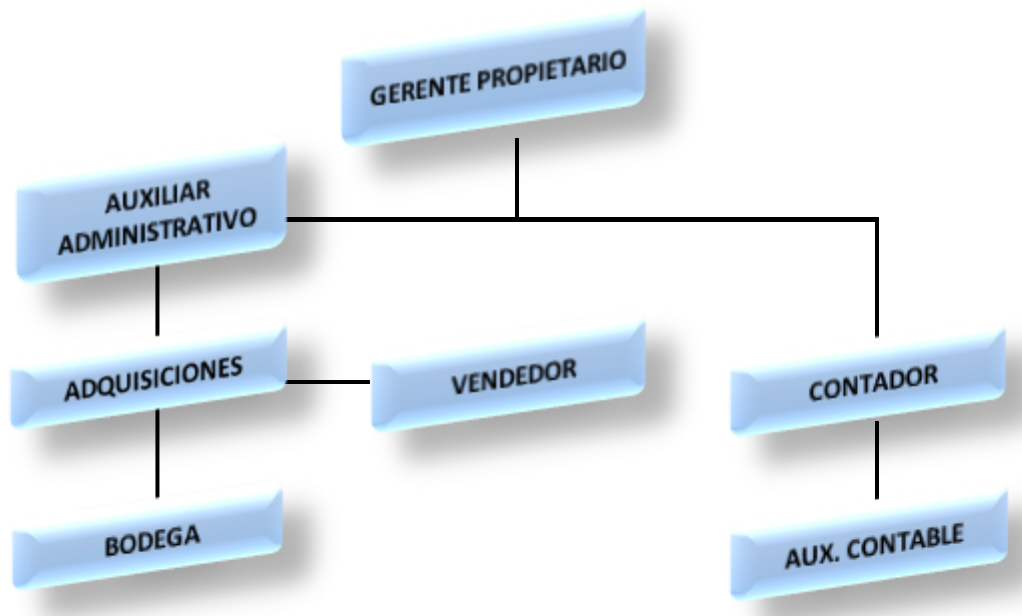 GERENTE PROPIETARIO
AUXILIAR
ADMINISTRATIVO
ADQUISICIONES
VENDEDOR
CONTADOR
BODEGA
AUX. CONTABLE